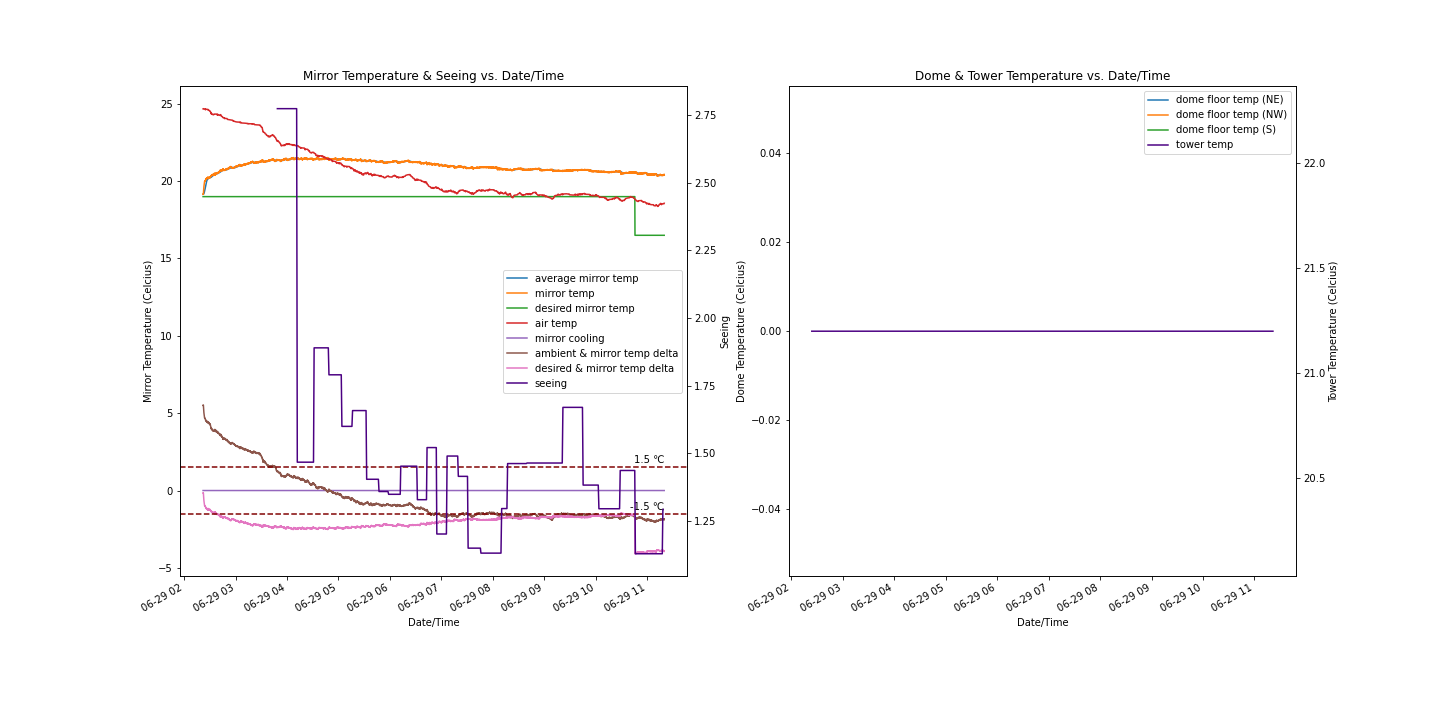 Mirror Temperature & Seeing vs. Date/Time
Mirror Temperature (Celcius)
25
20
15
10
5
0
−5
2.75
2.50
2.25
2.00
1.75
1.50
1.25
Seeing
average mirror temp
mirror temp
desired mirror temp
air temp
mirror cooling
ambient & mirror temp delta
desired & mirror temp delta
seeing
1.5 °C
-1.5 °C
06-29 02
06-29 03
06-29 04
06-29 05
06-29 06
06-29 07
06-29 08
06-29 09
06-29 10
06-29 11
Date/Time
Dome & Tower Temperature vs. Date/Time
Dome Temperature (Celcius)
0.04
0.02
0.00
−0.02
−0.04
dome floor temp (NE)
dome floor temp (NW)
dome floor temp (S)
tower temp
22.0
21.5
21.0
20.5
Tower Temperature (Celcius)
06-29 02
06-29 03
06-29 04
06-29 05
06-29 06
06-29 07
06-29 08
06-29 09
06-29 10
06-29 11
Date/Time